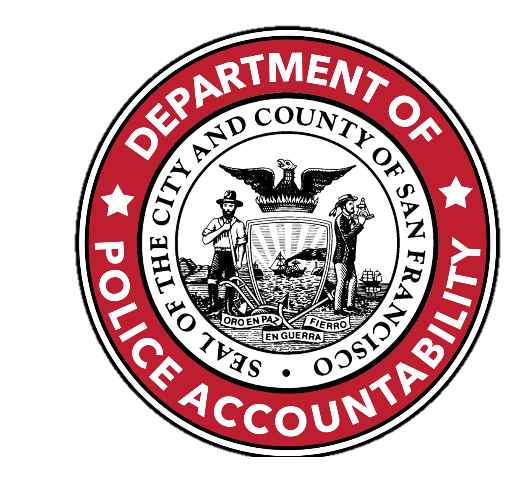 DEPARTMENT OF
POLICE ACCOUNTABILITY
SEAL OF THE CITY AND COUNTY OF SAN FRANCISCO
ORO EN PAZ
EN GUERRA
FIERRO